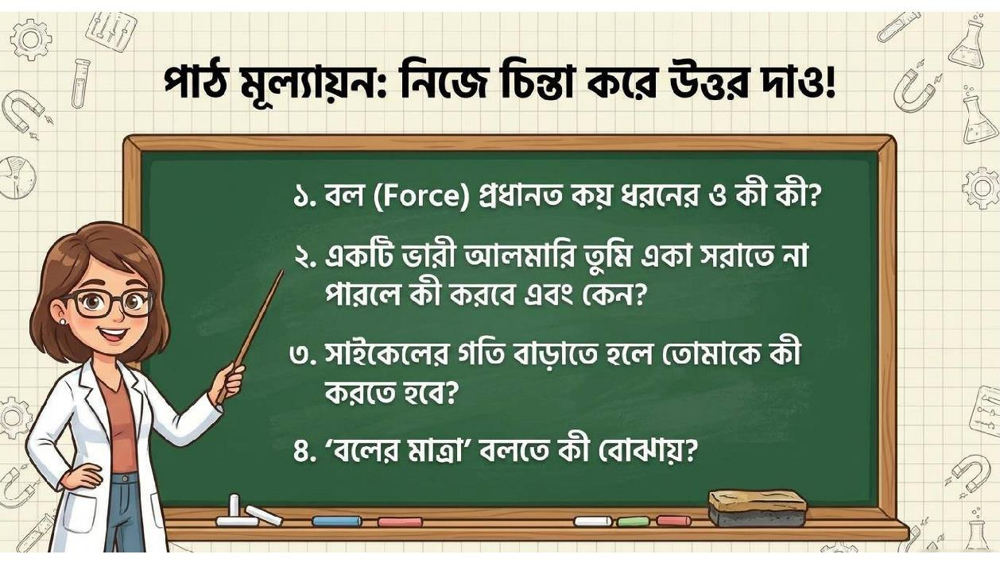 পাঠ মূল্যায়ন: নিজে চিন্তা করে উত্তর দাও!
১. বল (Force) প্রধানত কয় ধরনের ও কী কী?
২. একটি ভারী আলমারি তুমি একা সরাতে না
পারলে কী করবে এবং কেন?
৩. সাইকেলের গতি বাড়াতে হলে তোমাকে কী
করতে হবে?
৪. ‘বলের মাত্রা’ বলতে কী বোঝায়?